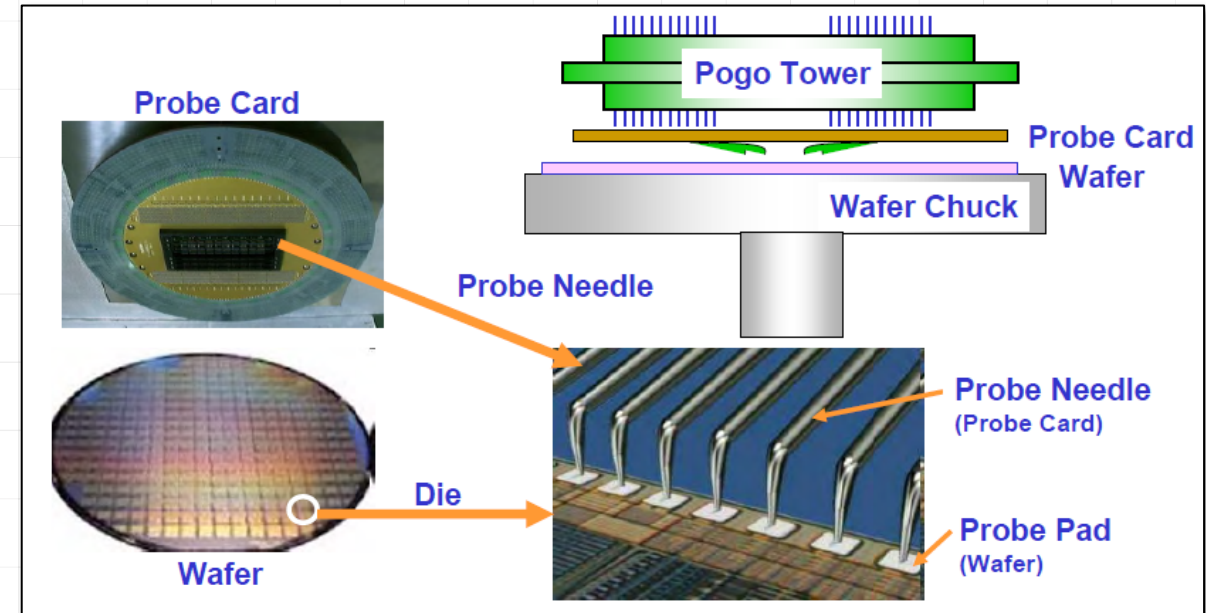 Probe Card
Pogo Tower
Probe Card
Wafer
Wafer Chuck
Probe Needle
Probe Needle
(Probe Card)
Die
Probe Pad
(Wafer)
Wafer